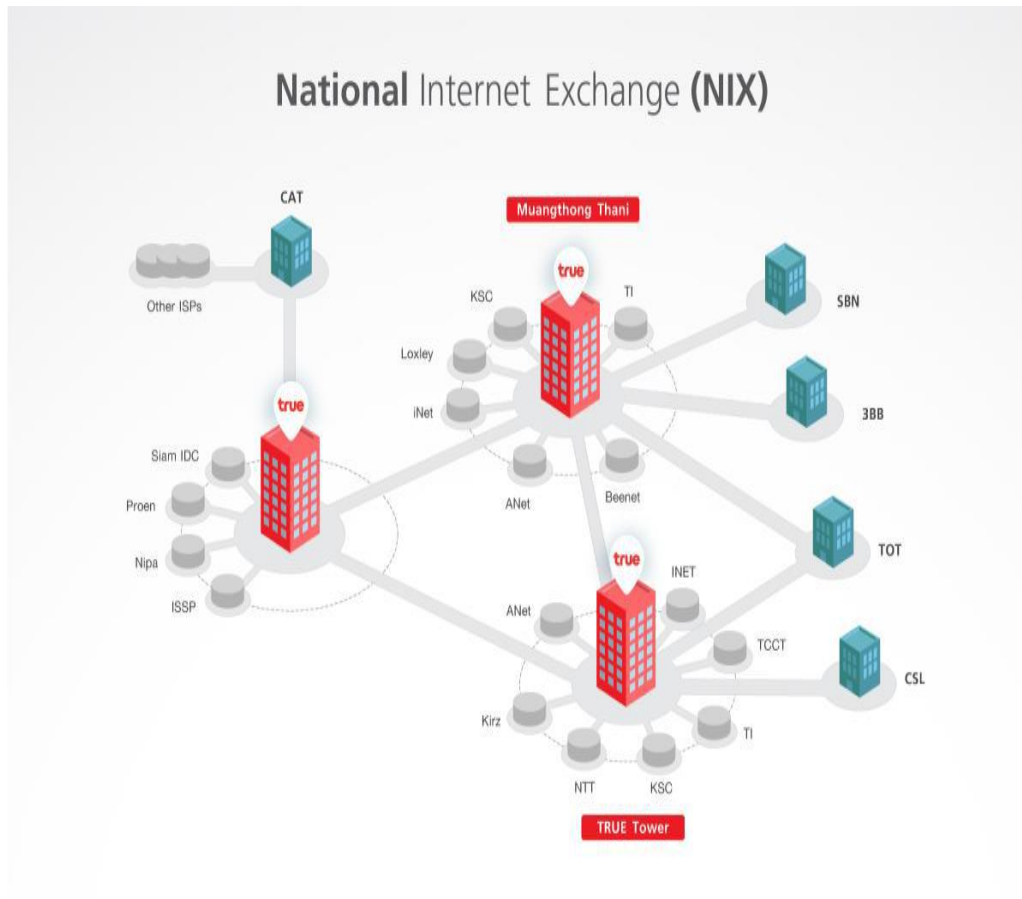 National Internet Exchange (NIX)
CAT
Other ISPs
Muangthong Thani
true
KSC
TI
Loxley
iNet
ANet
Beenet
SBN
3BB
TOT
CSL
true
Siam IDC
Proen
Nipa
ISSP
true
INET
ANet
TCCT
Kirz
TI
NTT
KSC
TRUE Tower